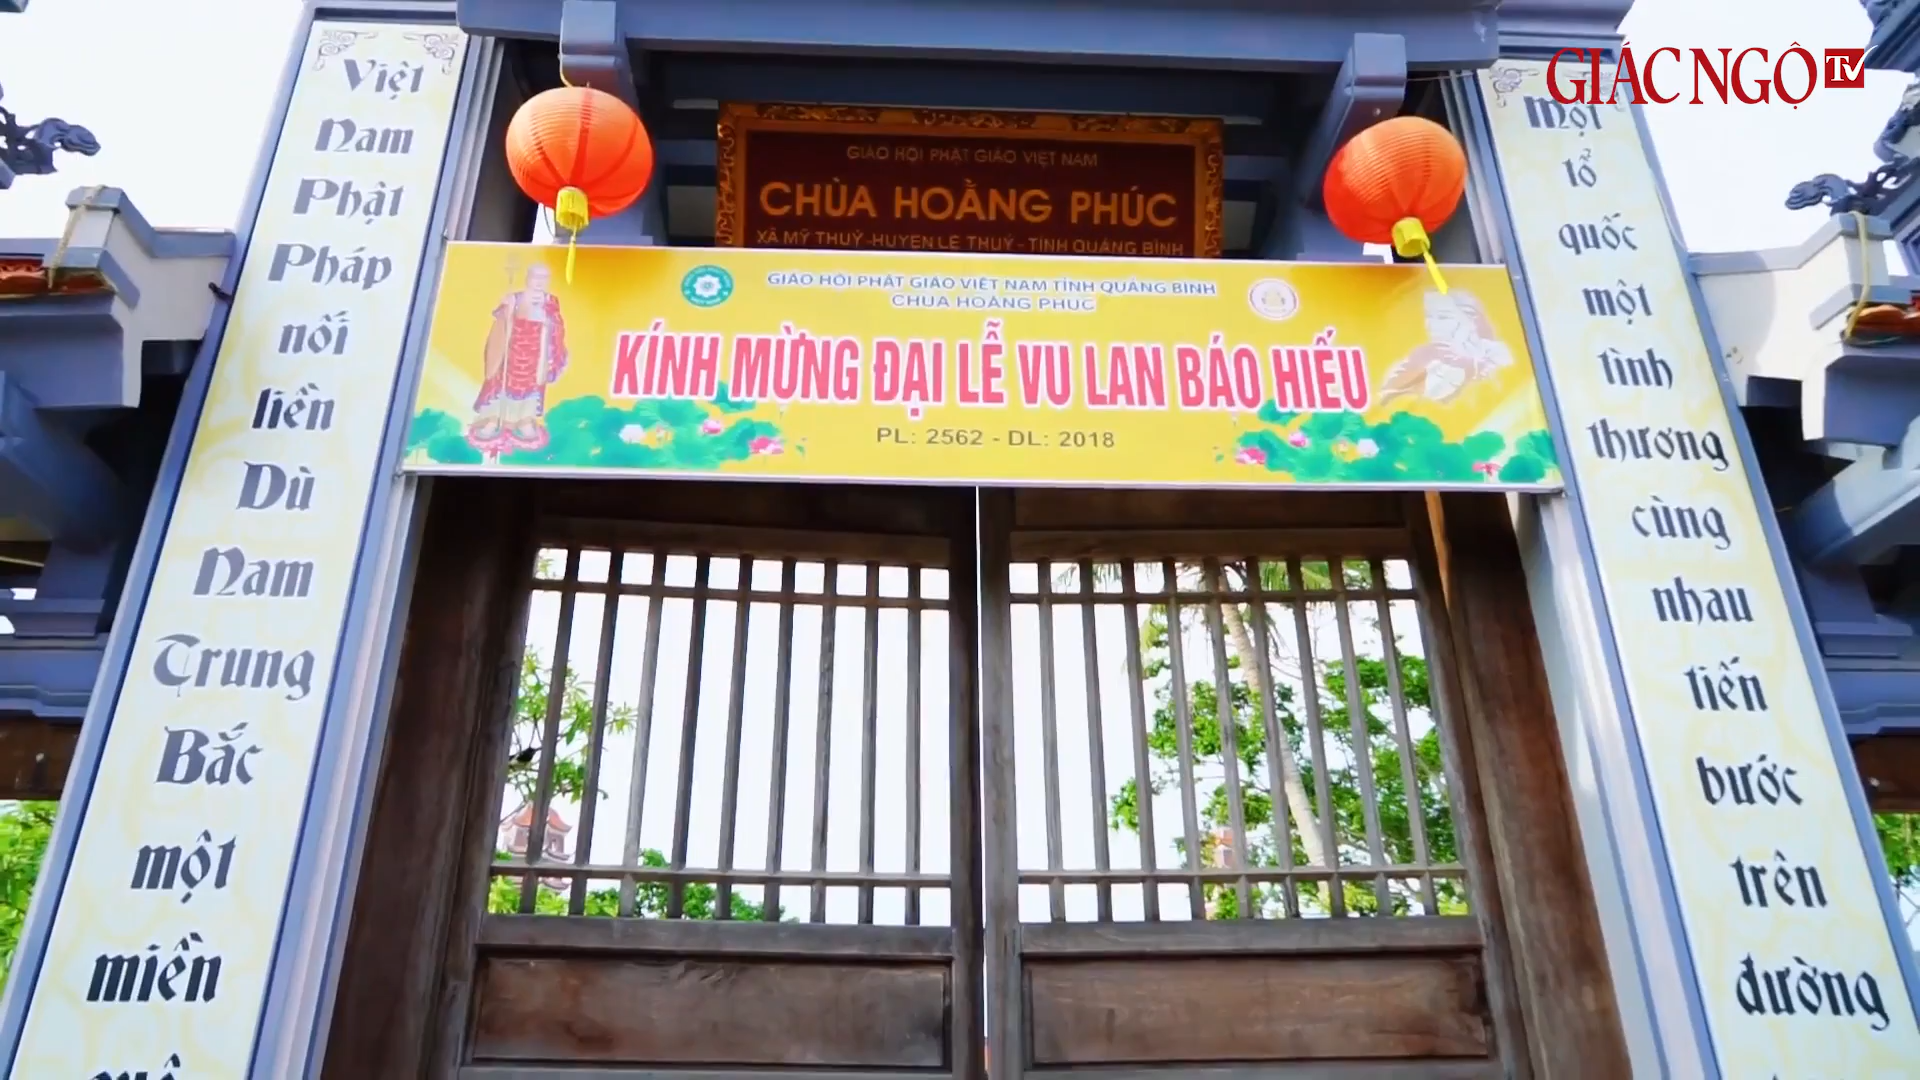 GIÁC NGỘ TV
GIÁO HỘI PHẬT GIÁO VIỆT NAM
CHÙA HOẰNG PHÚC
XÃ MỸ THUỶ - HUYỆN LỆ THUỶ - TỈNH QUẢNG BÌNH
GIÁO HỘI PHẬT GIÁO VIỆT NAM TỈNH QUẢNG BÌNH
CHÙA HOẰNG PHÚC
KÍNH MỪNG ĐẠI LỄ VU LAN BÁO HIẾU
PL: 2562 - DL: 2018
Việt
Nam
Phật
Pháp
nối
liền
Dù
Nam
Trung
Bắc
một
miền
Một
tổ
quốc
một
tình
thương
cùng
nhau
tiến
bước
trên
đường